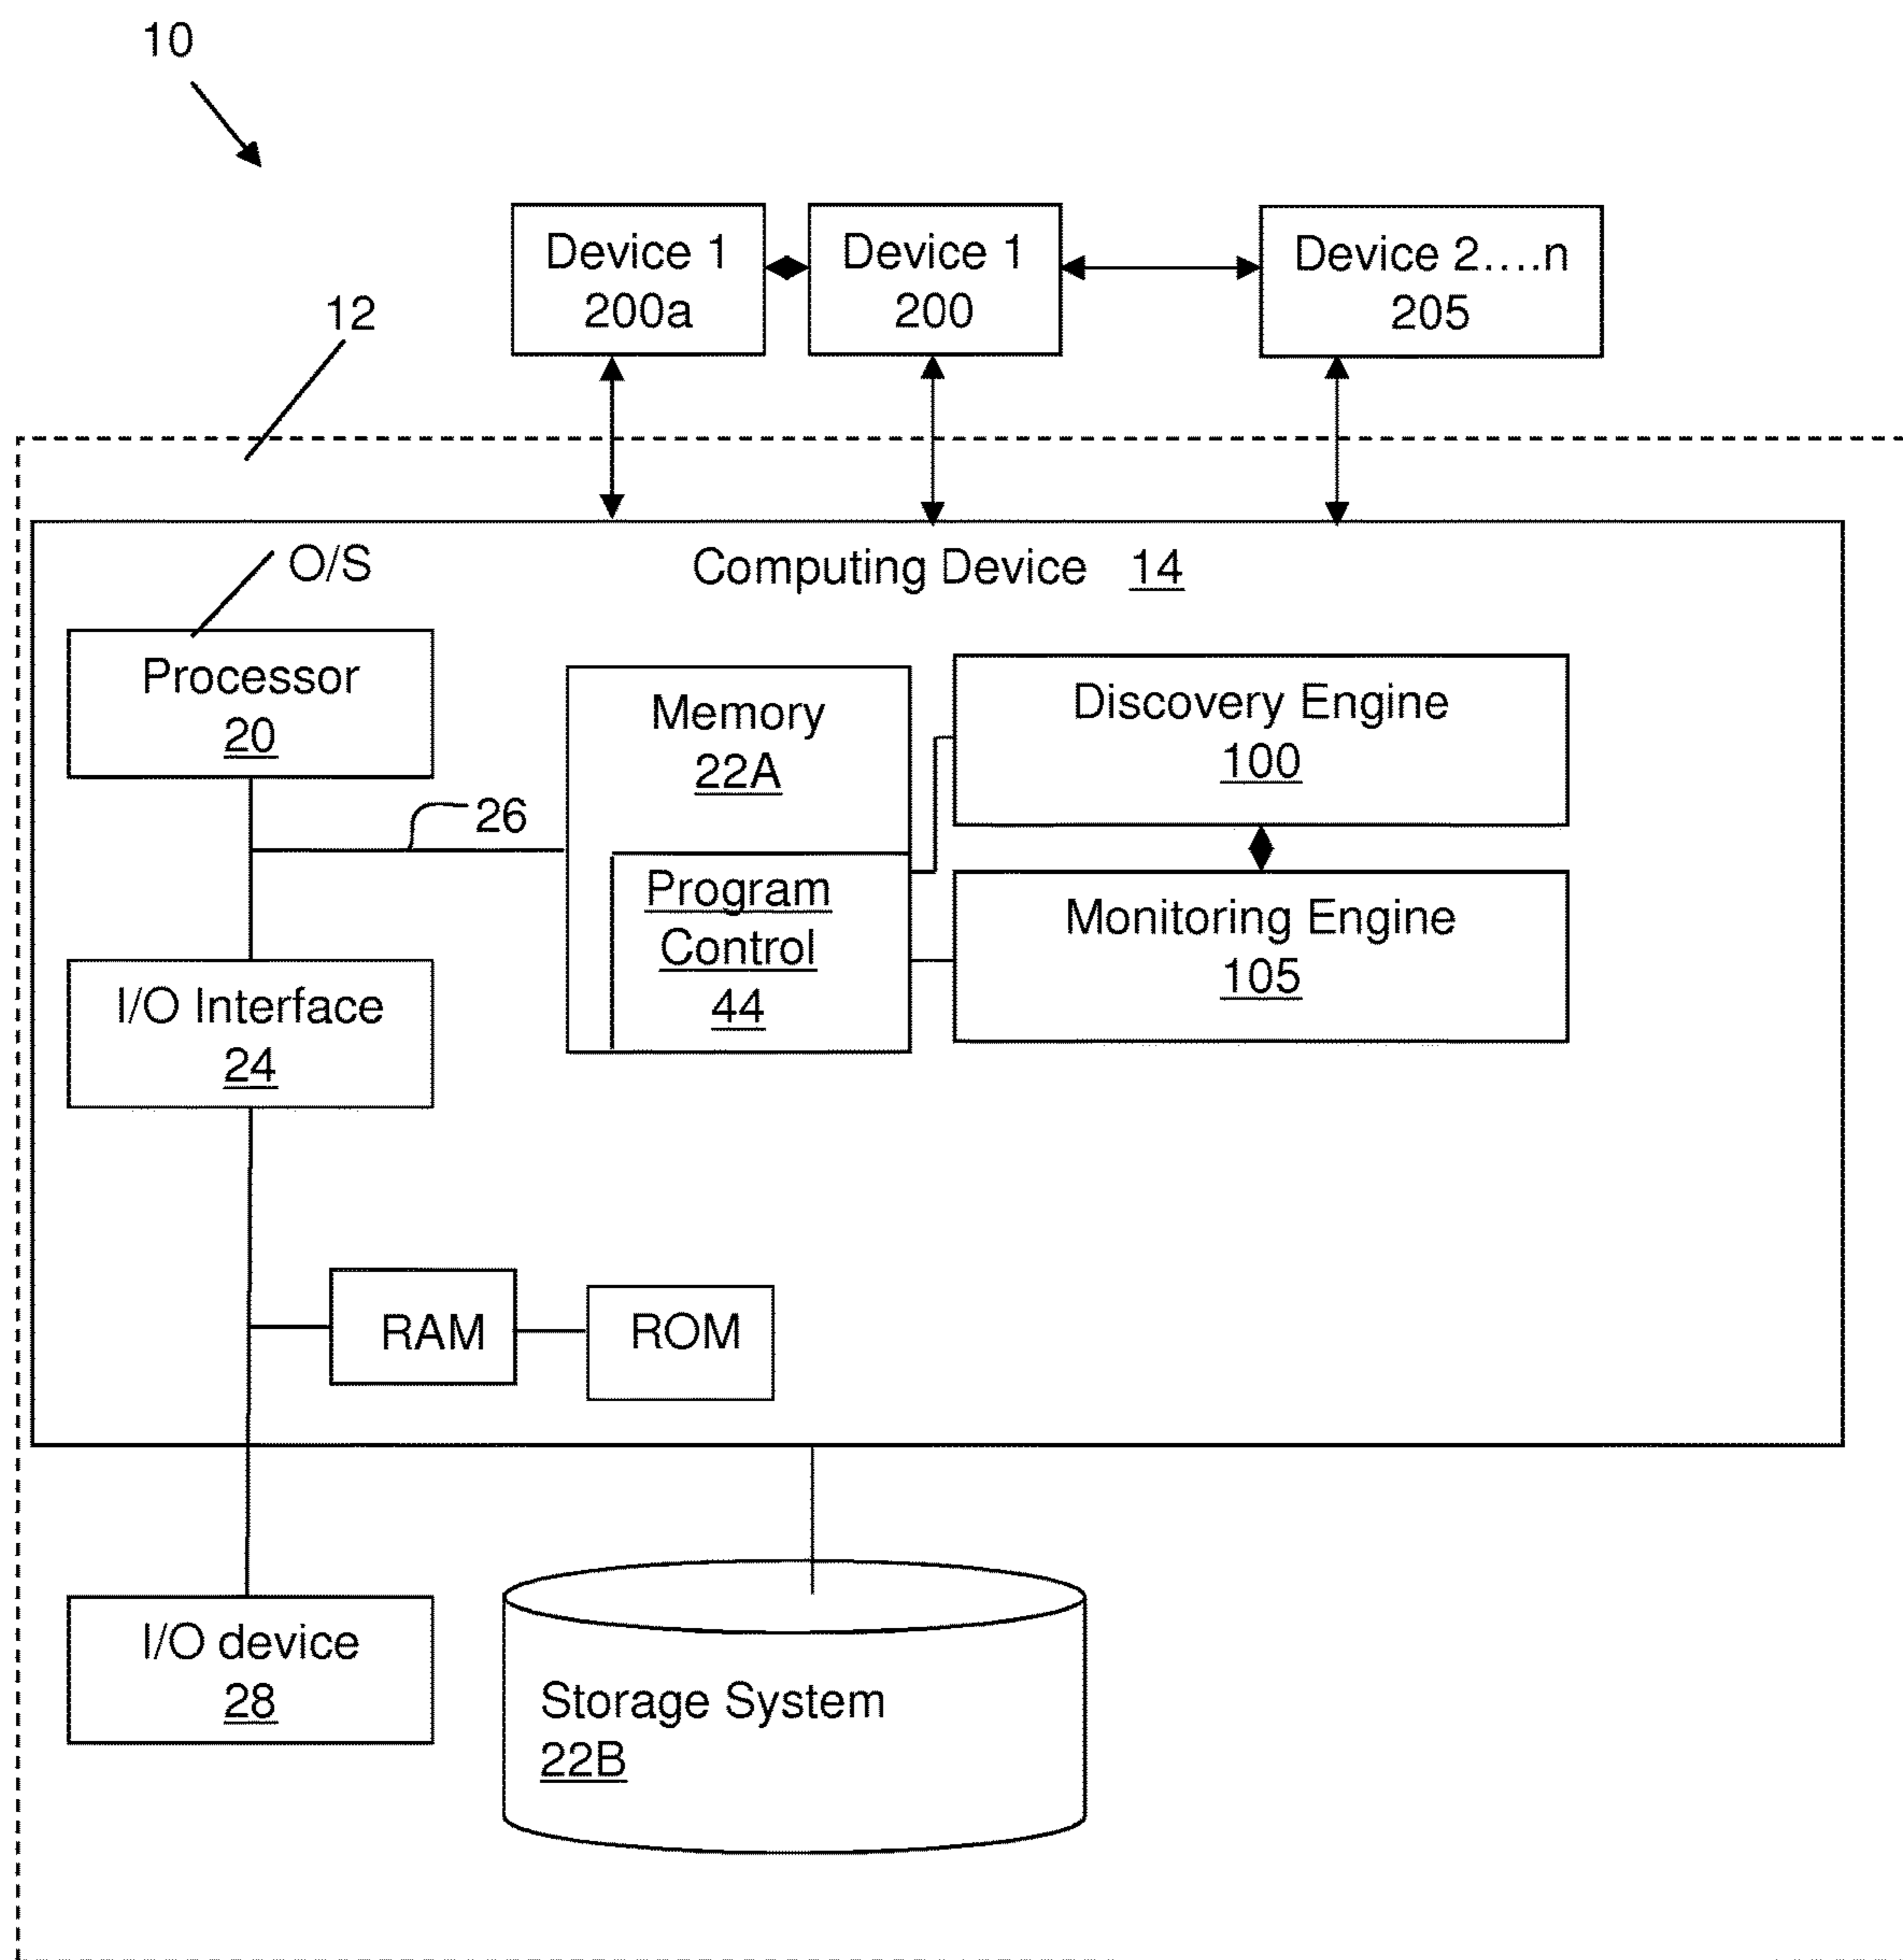 10
Device 1
200a
Device 1
200
Device 2....n
205
12
O/S
Computing Device 14
Processor
20
Memory
22A
Discovery Engine
100
26
Program
Control
44
Monitoring Engine
105
I/O Interface
24
RAM
ROM
I/O device
28
Storage System
22B